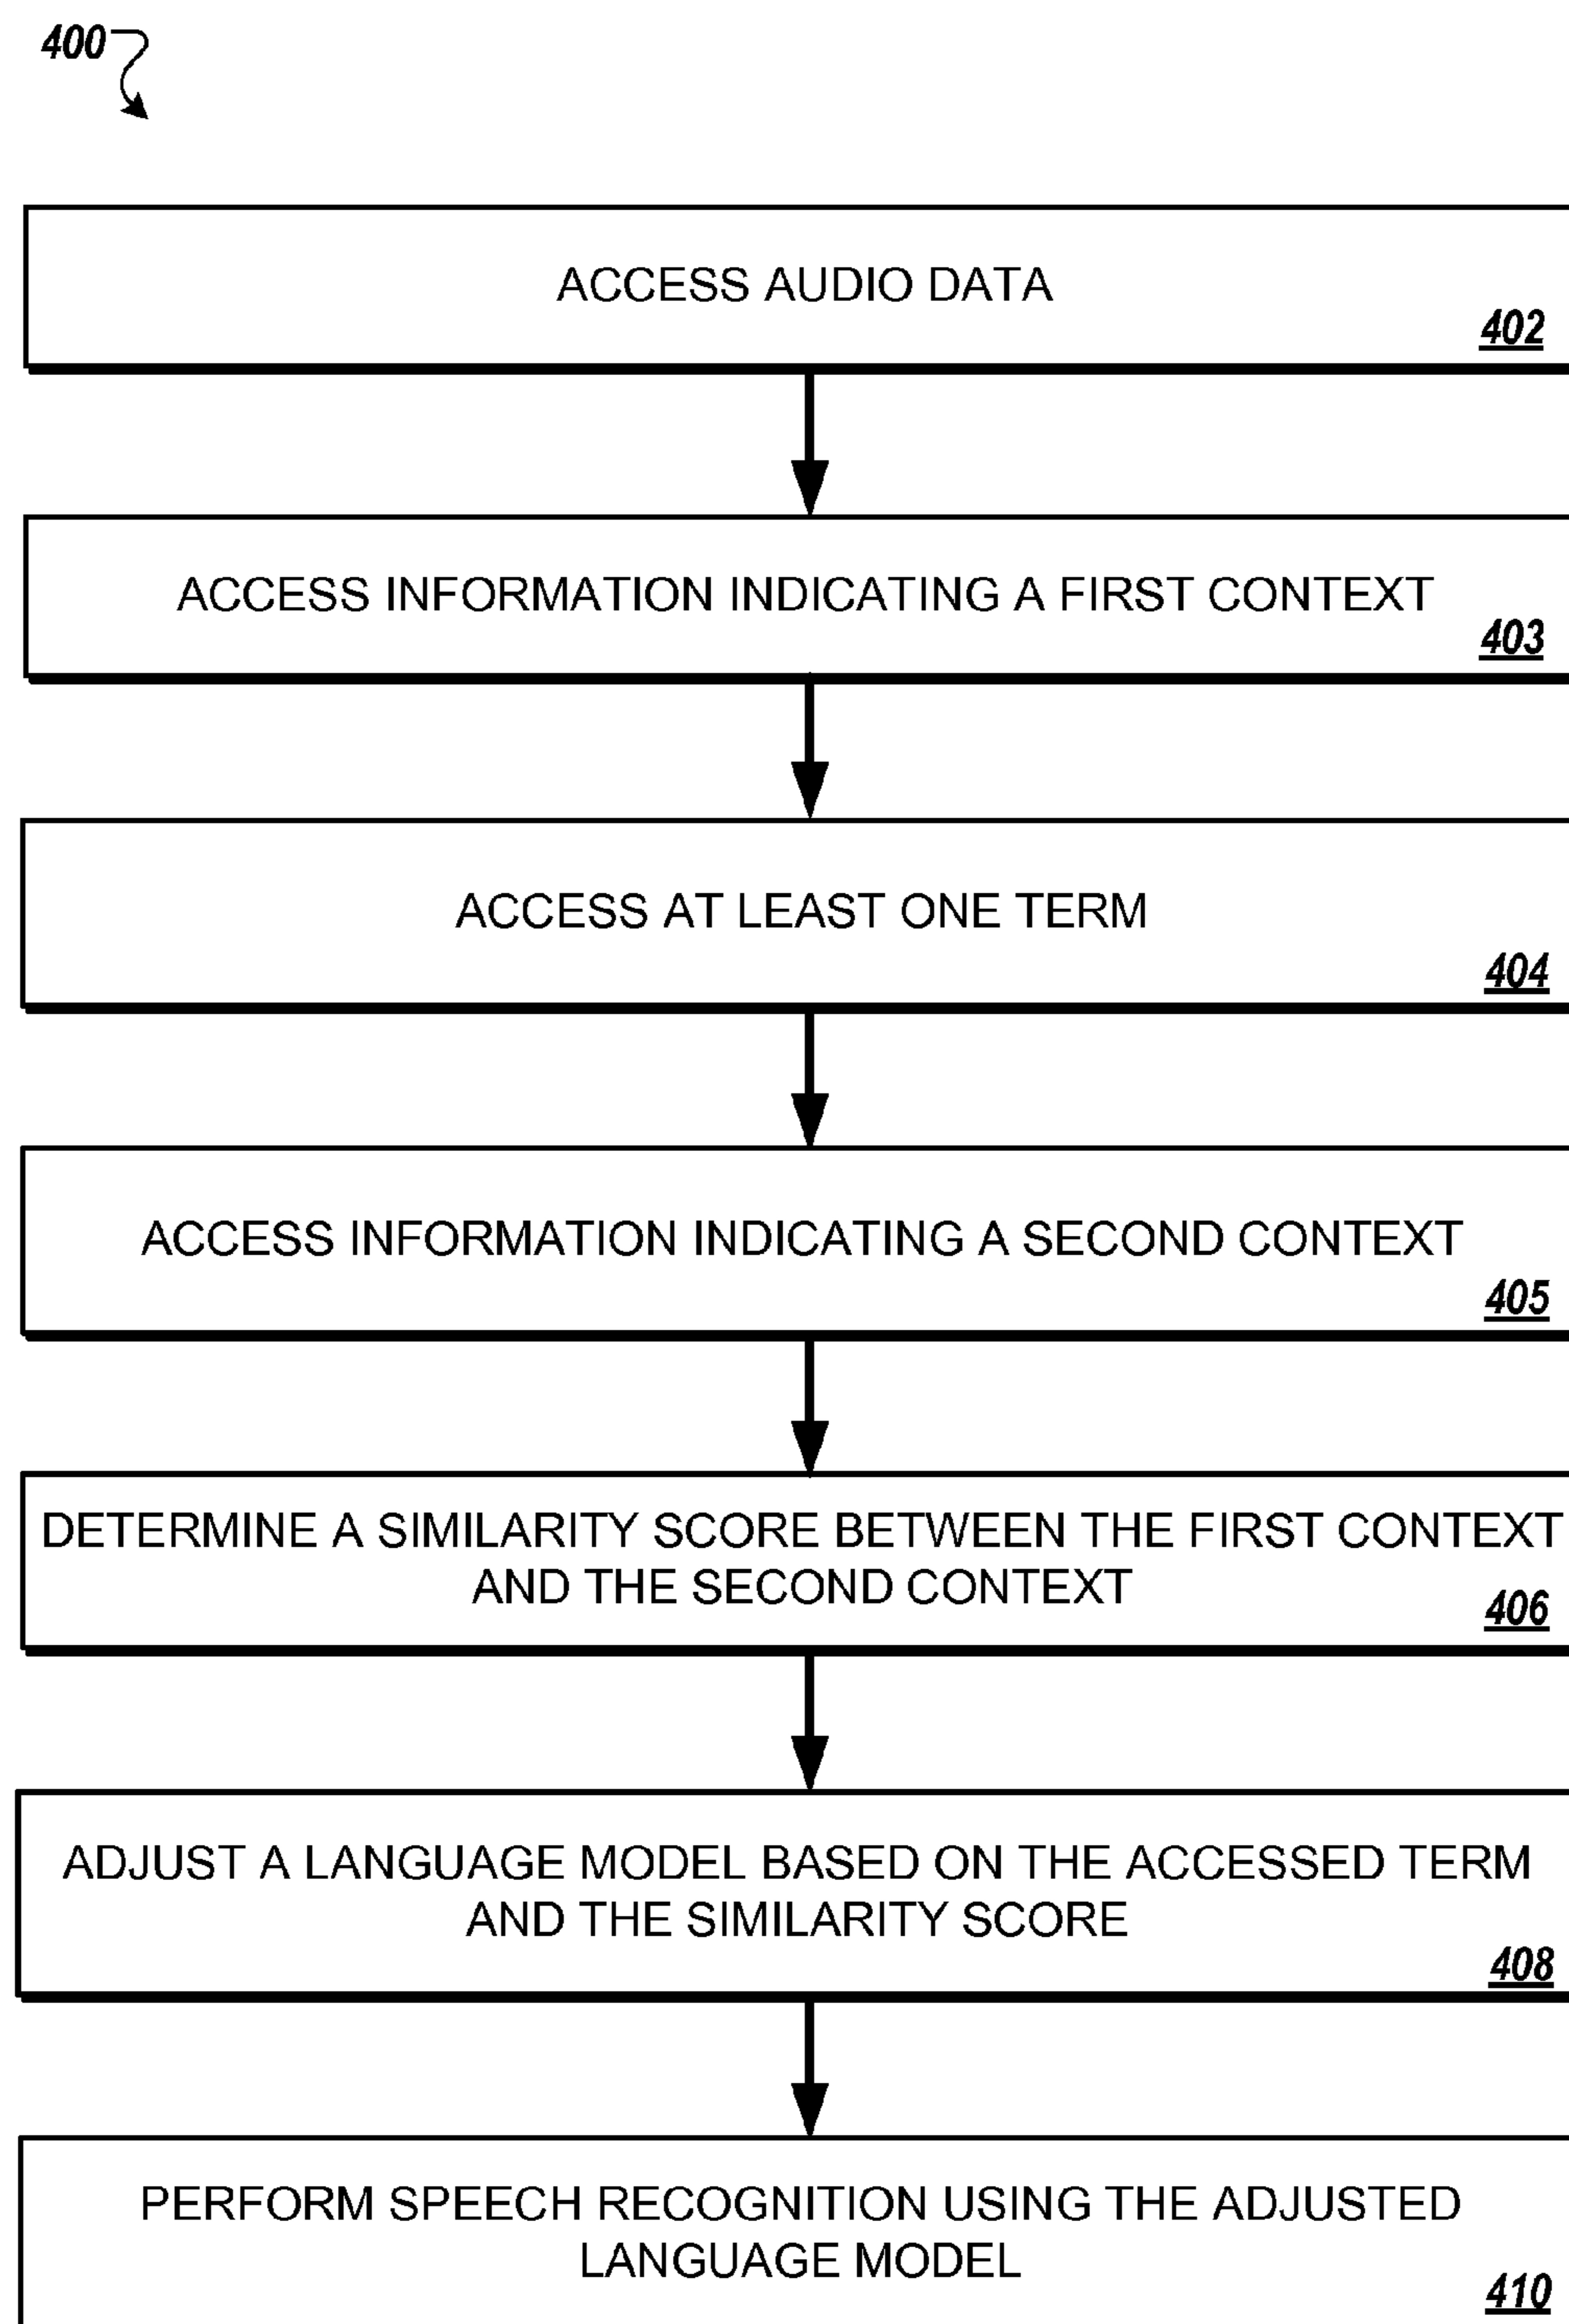 400
ACCESS AUDIO DATA
402
ACCESS INFORMATION INDICATING A FIRST CONTEXT
403
ACCESS AT LEAST ONE TERM
404
ACCESS INFORMATION INDICATING A SECOND CONTEXT
405
DETERMINE A SIMILARITY SCORE BETWEEN THE FIRST CONTEXT
AND THE SECOND CONTEXT
406
ADJUST A LANGUAGE MODEL BASED ON THE ACCESSED TERM
AND THE SIMILARITY SCORE
408
PERFORM SPEECH RECOGNITION USING THE ADJUSTED
LANGUAGE MODEL
410